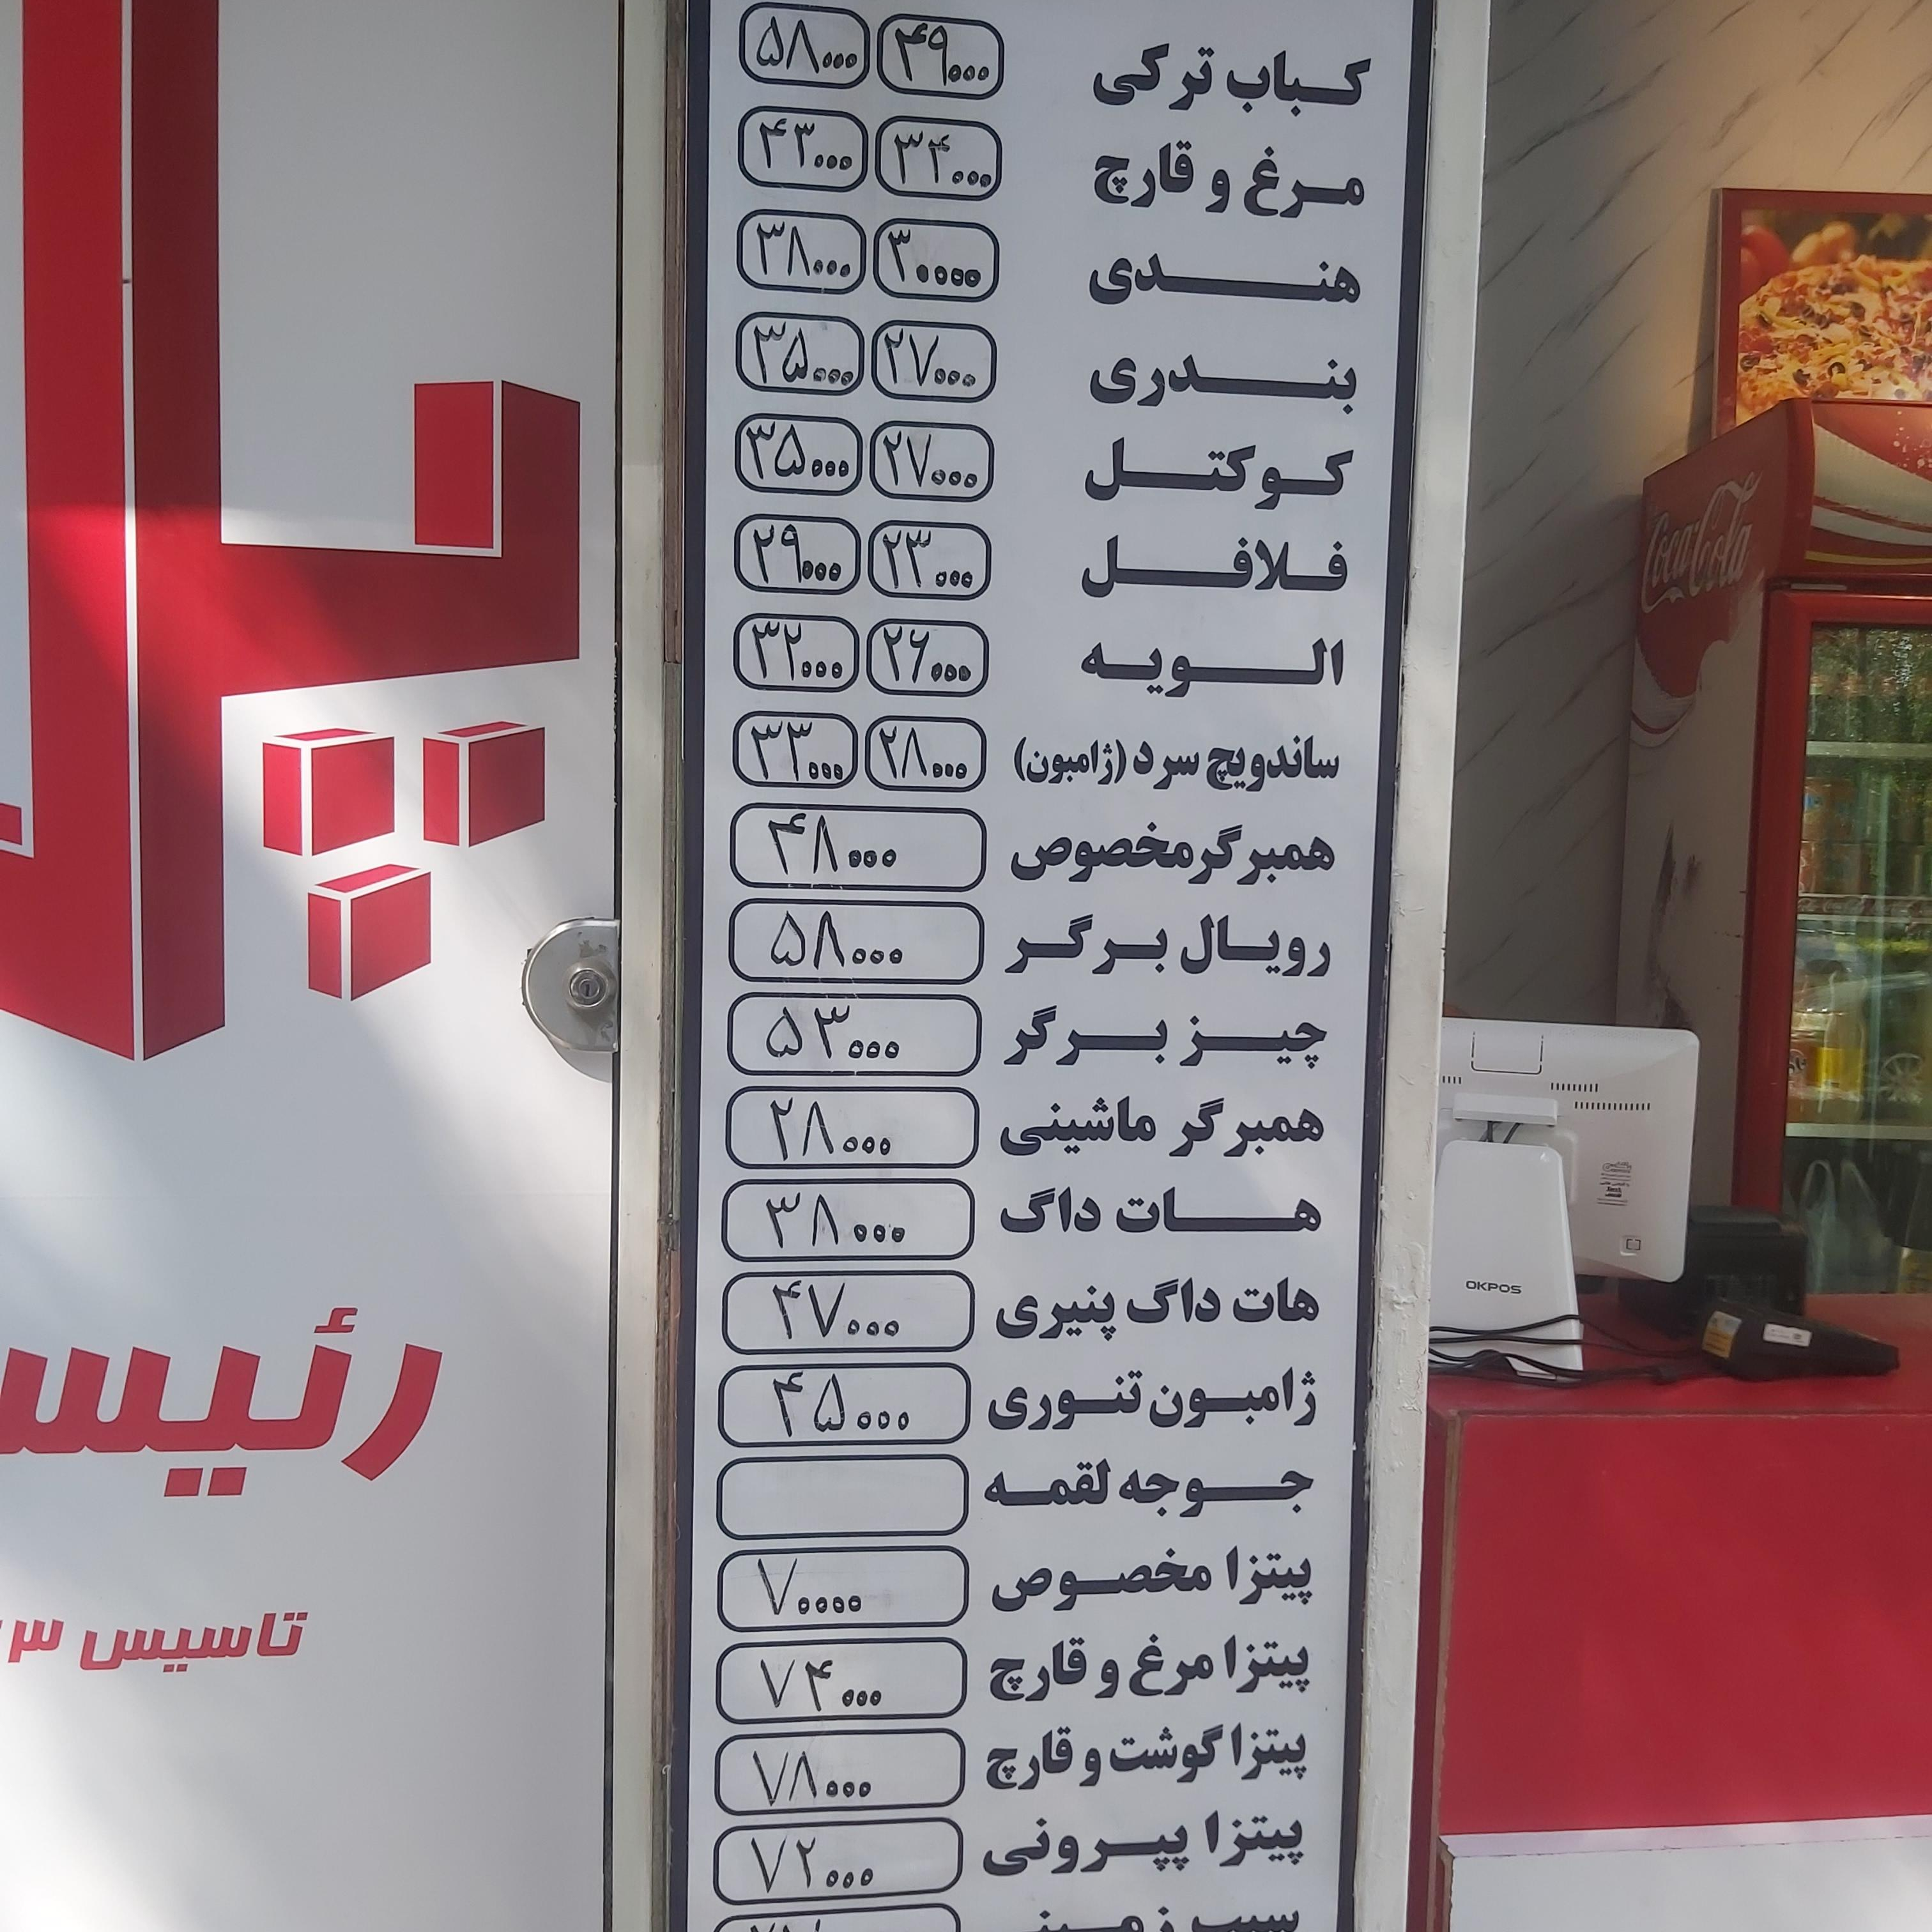 کباب ترکی ۴۹۰۰۰ ۵۸۰۰۰
مرغ و قارچ ۳۴۰۰۰ ۴۳۰۰۰
هندی ۳۰۰۰۰ ۳۸۰۰۰
بندری ۲۷۰۰۰ ۳۵۰۰۰
کوکتل ۲۷۰۰۰ ۳۵۰۰۰
فلافل ۲۳۰۰۰ ۲۹۰۰۰
الویه ۲۶۰۰۰ ۳۲۰۰۰
ساندویچ سرد (ژامبون) ۲۸۰۰۰ ۳۳۰۰۰
همبرگر مخصوص ۴۸۰۰۰
رویال برگر ۵۸۰۰۰
چیز برگر ۵۳۰۰۰
همبرگر ماشینی ۲۸۰۰۰
هات داگ ۳۸۰۰۰
هات داگ پنیری ۴۷۰۰۰
ژامبون تنوری ۴۵۰۰۰
جوجه لقمه
پیتزا مخصوص ۷۰۰۰۰
پیتزا مرغ و قارچ ۷۴۰۰۰
پیتزا گوشت و قارچ ۷۸۰۰۰
پیتزا پپرونی ۷۲۰۰۰
سیب زمینی
Coca-Cola
OKPOS
تاسیس